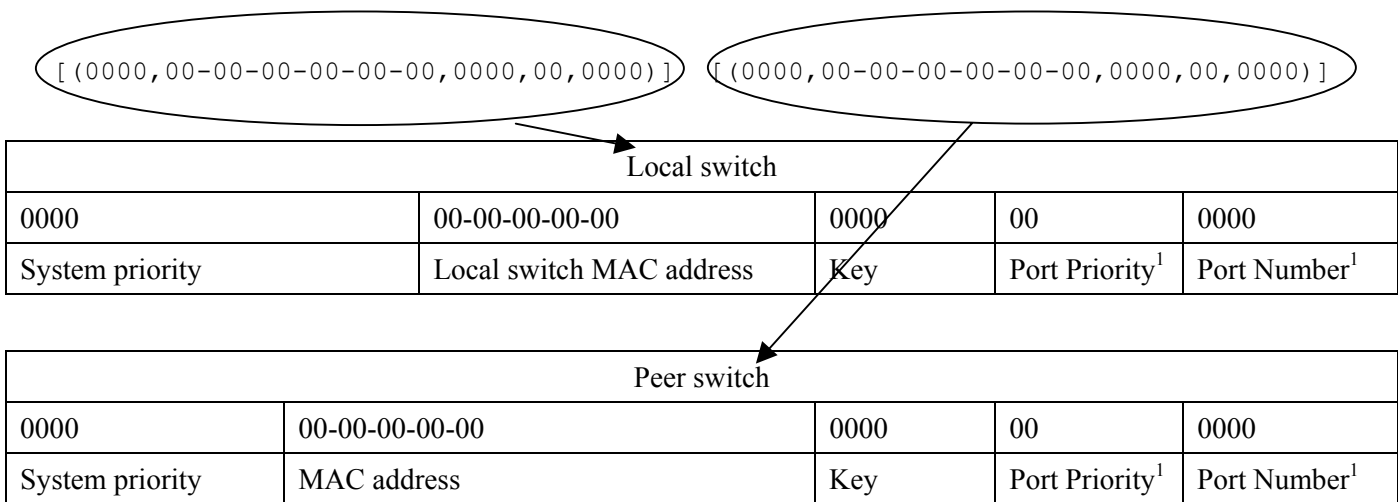 [(0000,00-00-00-00-00-00,0000,00,0000)] [(0000,00-00-00-00-00-00,0000,00,0000)]
Local switch
0000 00-00-00-00-00 0000 00 0000
System priority Local switch MAC address Key Port Priority¹ Port Number¹
Peer switch
0000 00-00-00-00-00 0000 00 0000
System priority MAC address Key Port Priority¹ Port Number¹